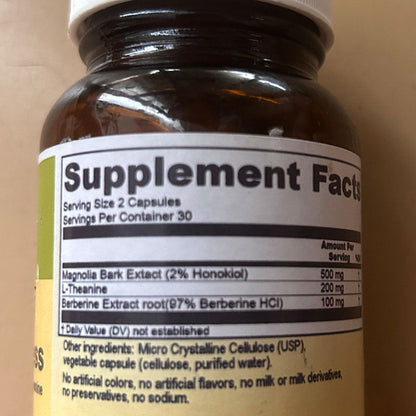 Supplement Facts
Serving Size 2 Capsules
Servings Per Container 30
Amount Per
Serving
Magnolia Bark Extact (2% Honokiol) 500 mg †
L-Theanine 200 mg †
Berberine Extract root(97% Berberine HCl) 100 mg †
† Daily Value (DV) not established
Other ingredients: Micro Crystalline Cellulose (USP),
vegetable capsule (cellulose, purified water).
No artificial colors, no artificial flavors, no milk or milk derivatives,
no preservatives, no sodium.